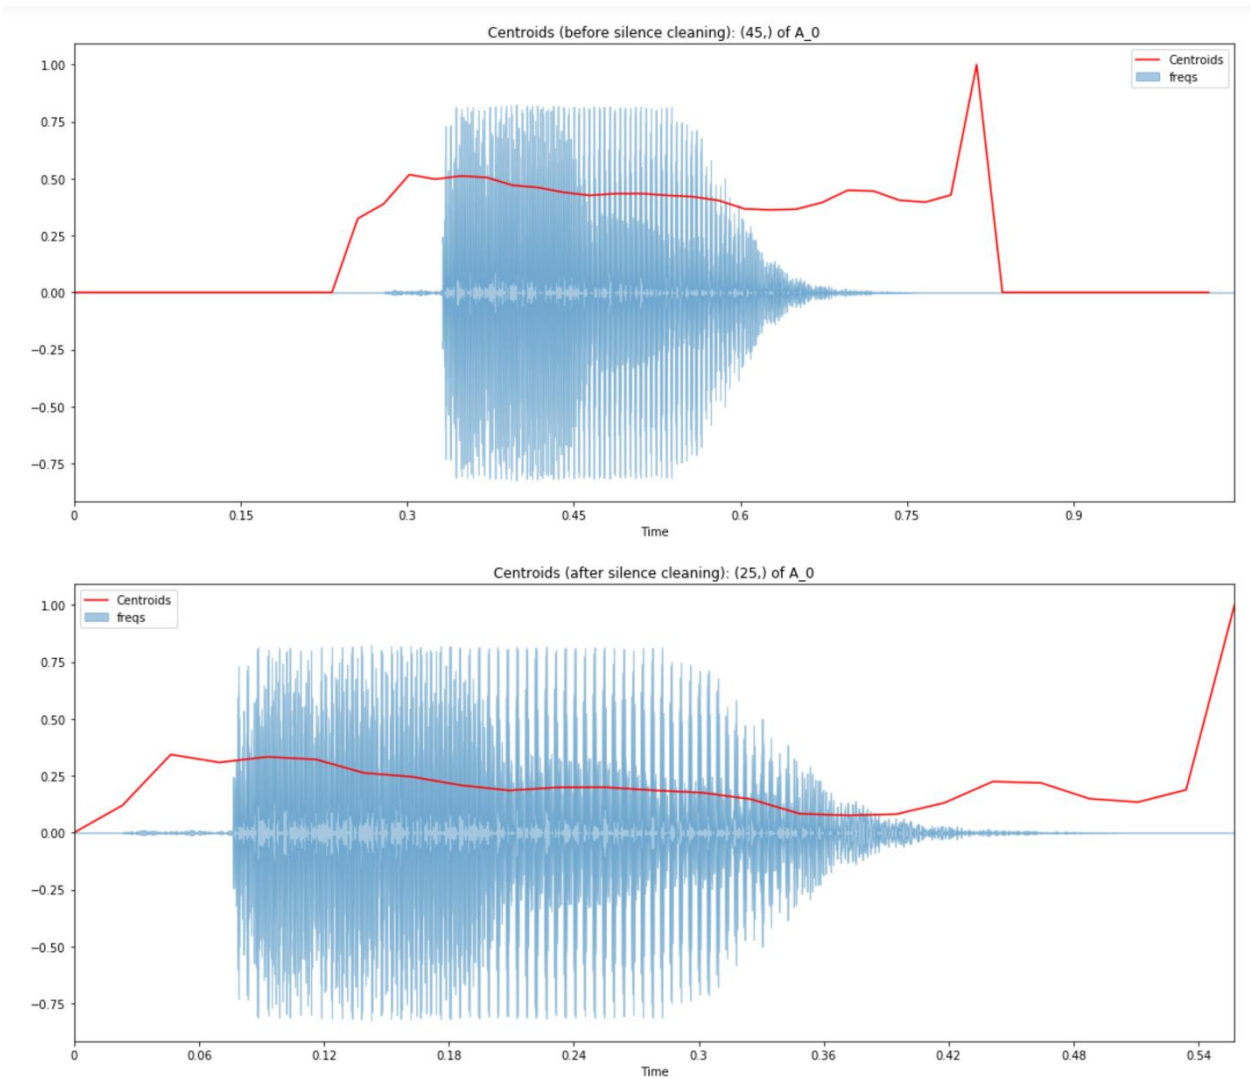 Centroids (before silence cleaning): (45,) of A_0
Centroids
freqs
1.00
0.75
0.50
0.25
0.00
−0.25
−0.50
−0.75
0 0.15 0.3 0.45 0.6 0.75 0.9
Time
Centroids (after silence cleaning): (25,) of A_0
Centroids
freqs
1.00
0.75
0.50
0.25
0.00
−0.25
−0.50
−0.75
0 0.06 0.12 0.18 0.24 0.3 0.36 0.42 0.48 0.54
Time